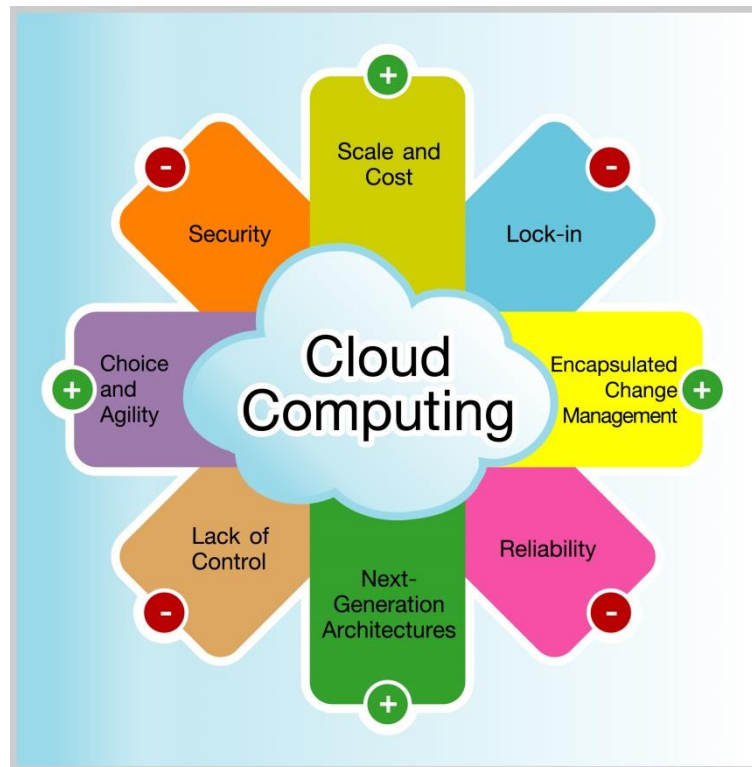 +
Scale and
Cost
-
Security
-
Lock-in
+
Choice
and
Agility
Cloud
Computing
Encapsulated
Change
Management
+
Lack of
Control
-
Next-
Generation
Architectures
+
Reliability
-